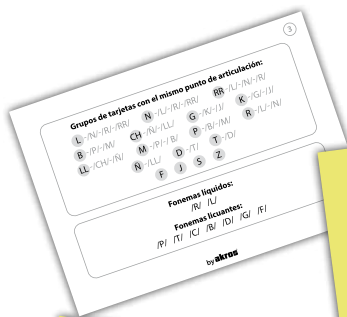 3
Grupos de tarjetas con el mismo punto de articulación:
L -/N/-/R/-/RR/ N -/L/-/R/-/RR/ RR -/L/-/N/-/R/
B -/P/-/M/ CH -/Ñ/-/LL/ G -/K/-/J/ K -/G/-/J/
LL -/CH/-/Ñ/ M -/P/-/B/ P -/B/-/M/ R -/L/-/N/
Ñ -/LL/ D -/T/ T -/D/
F J S Z
Fonemas líquidos:
/R/ /L/
Fonemas licuantes:
/P/ /T/ /C/ /B/ /D/ /G/ /F/
by akros